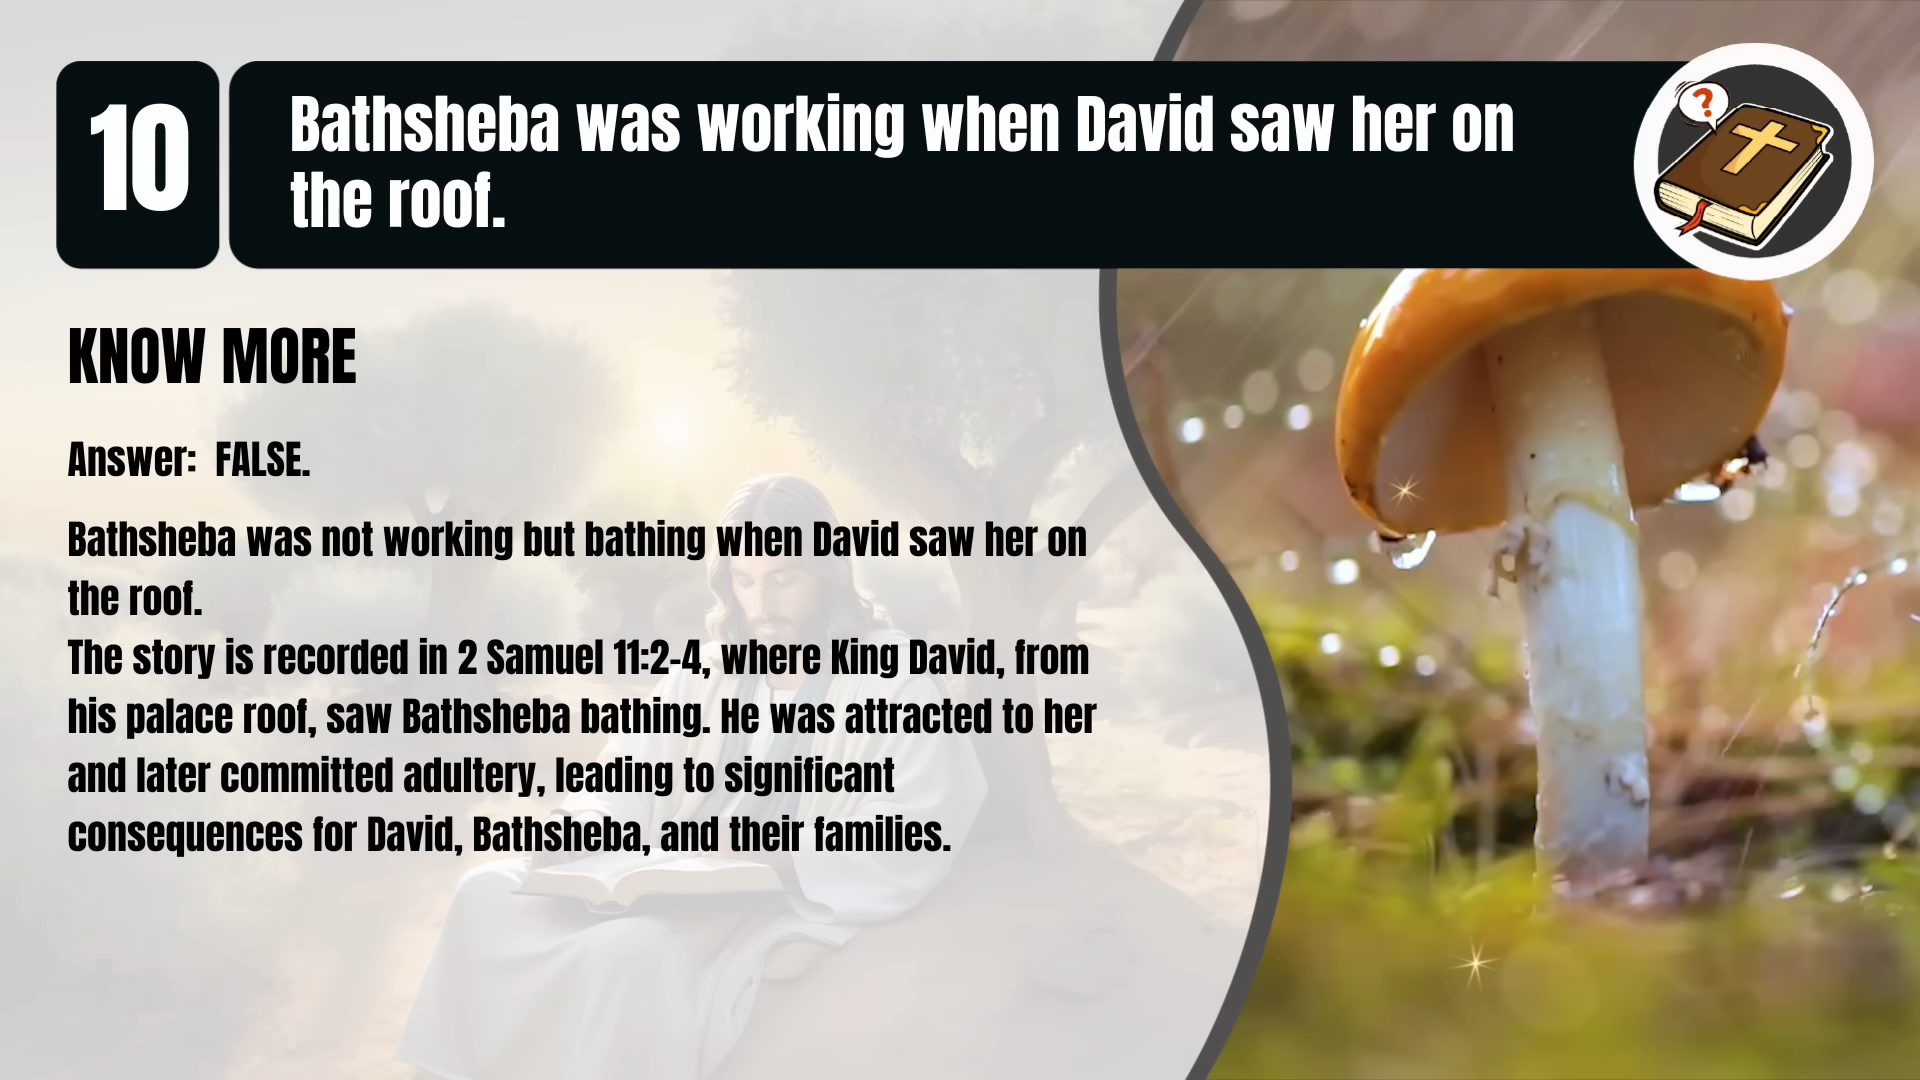 10
Bathsheba was working when David saw her on
the roof.
?
KNOW MORE
Answer: FALSE.
Bathsheba was not working but bathing when David saw her on
the roof.
The story is recorded in 2 Samuel 11:2-4, where King David, from
his palace roof, saw Bathsheba bathing. He was attracted to her
and later committed adultery, leading to significant
consequences for David, Bathsheba, and their families.